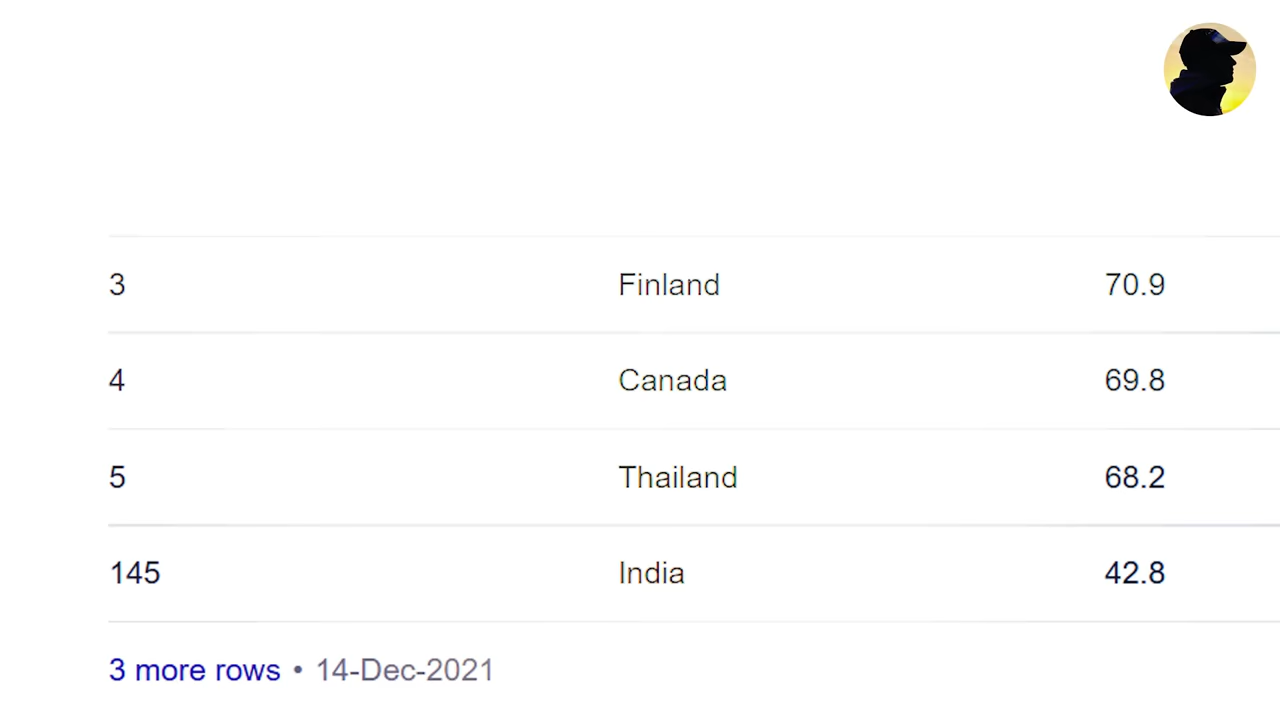 3 Finland 70.9
4 Canada 69.8
5 Thailand 68.2
145 India 42.8
3 more rows • 14-Dec-2021